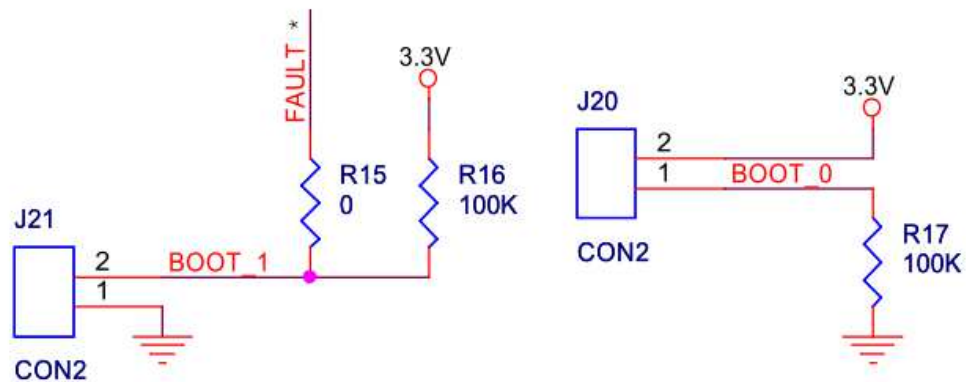 FAULT *
3.3V
R15
0
R16
100K
J21
2
BOOT_1
1
CON2
3.3V
J20
2
1
BOOT_0
CON2
R17
100K